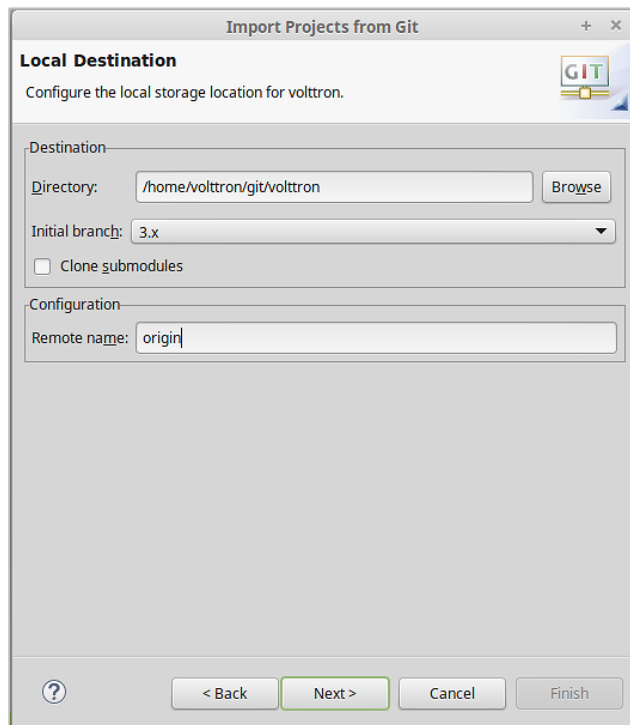 Import Projects from Git
Local Destination
Configure the local storage location for volttron.
GIT
Destination
Directory: /home/volttron/git/volttron Browse
Initial branch: 3.x
Clone submodules
Configuration
Remote name: origin
? < Back Next > Cancel Finish